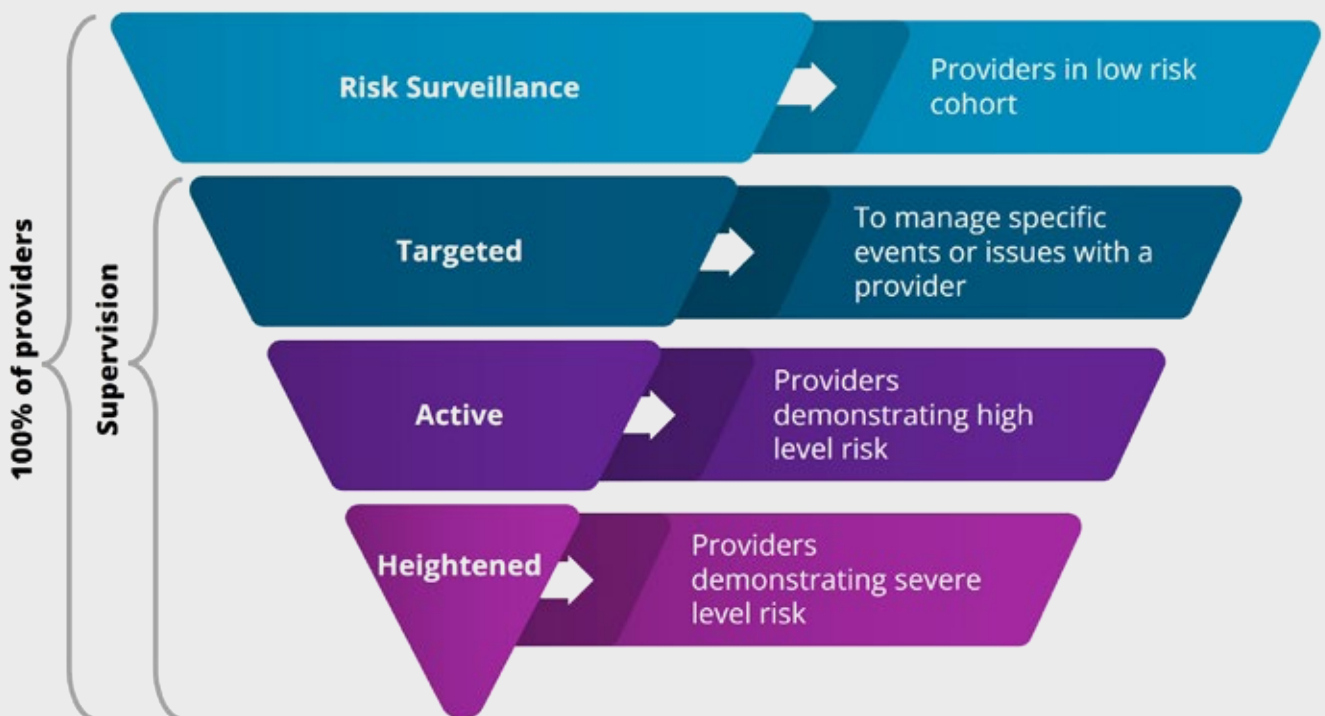 100% of providers
Supervision
Risk Surveillance
Providers in low risk
cohort
Targeted
To manage specific
events or issues with a
provider
Active
Providers
demonstrating high
level risk
Heightened
Providers
demonstrating severe
level risk